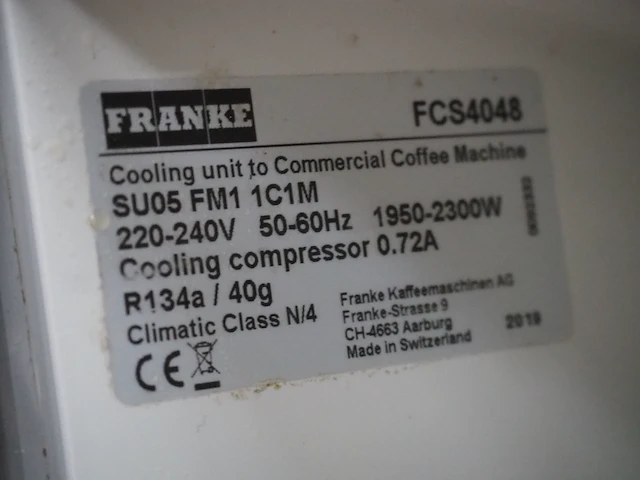 FRANKE
FCS4048
Cooling unit to Commercial Coffee Machine
SU05 FM1 1C1M
220-240V 50-60Hz 1950-2300W
Cooling compressor 0.72A
R134a / 40g
Climatic Class N/4
CE
Franke Kaffeemaschinen AG
Franke-Strasse 9
CH-4663 Aarburg
Made in Switzerland